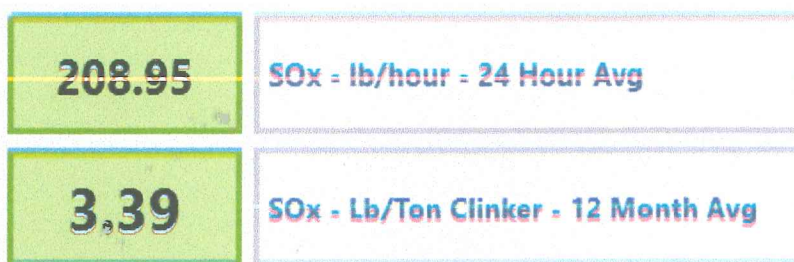 208.95 SOx - lb/hour - 24 Hour Avg
3.39 SOx - Lb/Ton Clinker - 12 Month Avg